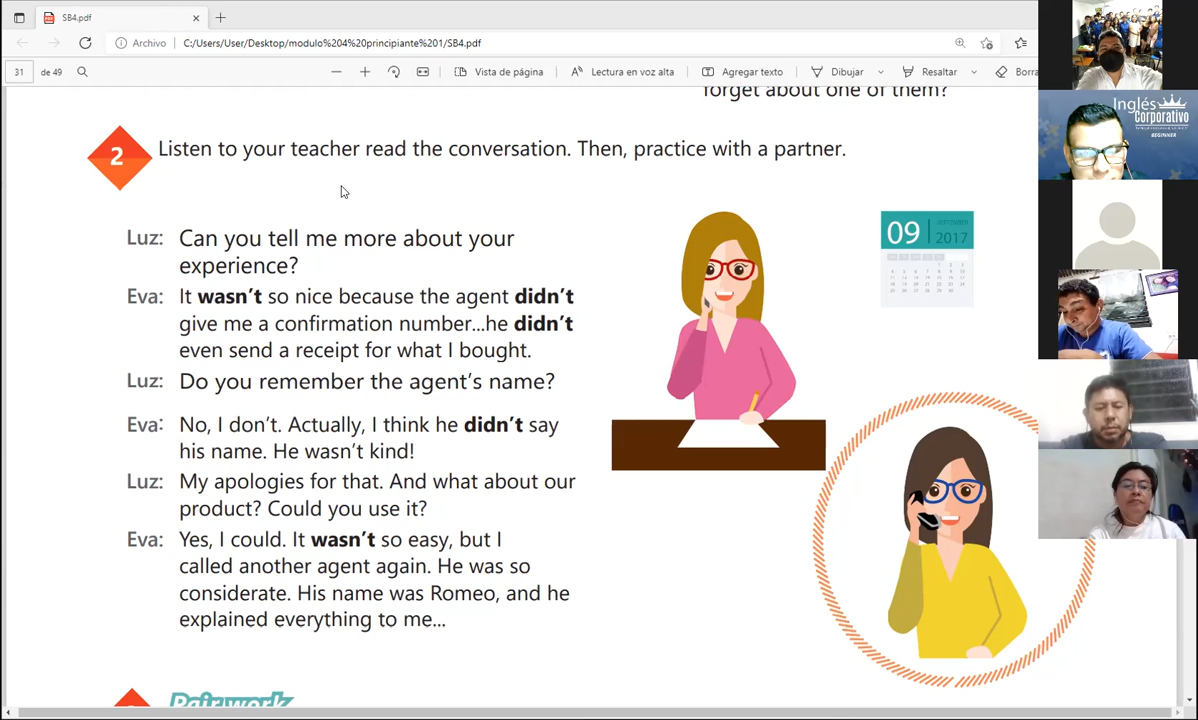 SB4.pdf
Archivo
C:/Users/User/Desktop/modulo%204%20principiante%201/SB4.pdf
31
de 49
Vista de página
Lectura en voz alta
Agregar texto
Dibujar
Resaltar
Borra
forget about one of them?
2
Listen to your teacher read the conversation. Then, practice with a partner.
Luz: Can you tell me more about your
experience?
Eva: It wasn't so nice because the agent didn't
give me a confirmation number...he didn't
even send a receipt for what I bought.
Luz: Do you remember the agent's name?
Eva: No, I don't. Actually, I think he didn't say
his name. He wasn't kind!
Luz: My apologies for that. And what about our
product? Could you use it?
Eva: Yes, I could. It wasn't so easy, but I
called another agent again. He was so
considerate. His name was Romeo, and he
explained everything to me...
09
2017
Pair work
Inglés
Corporativo
BEGINNER